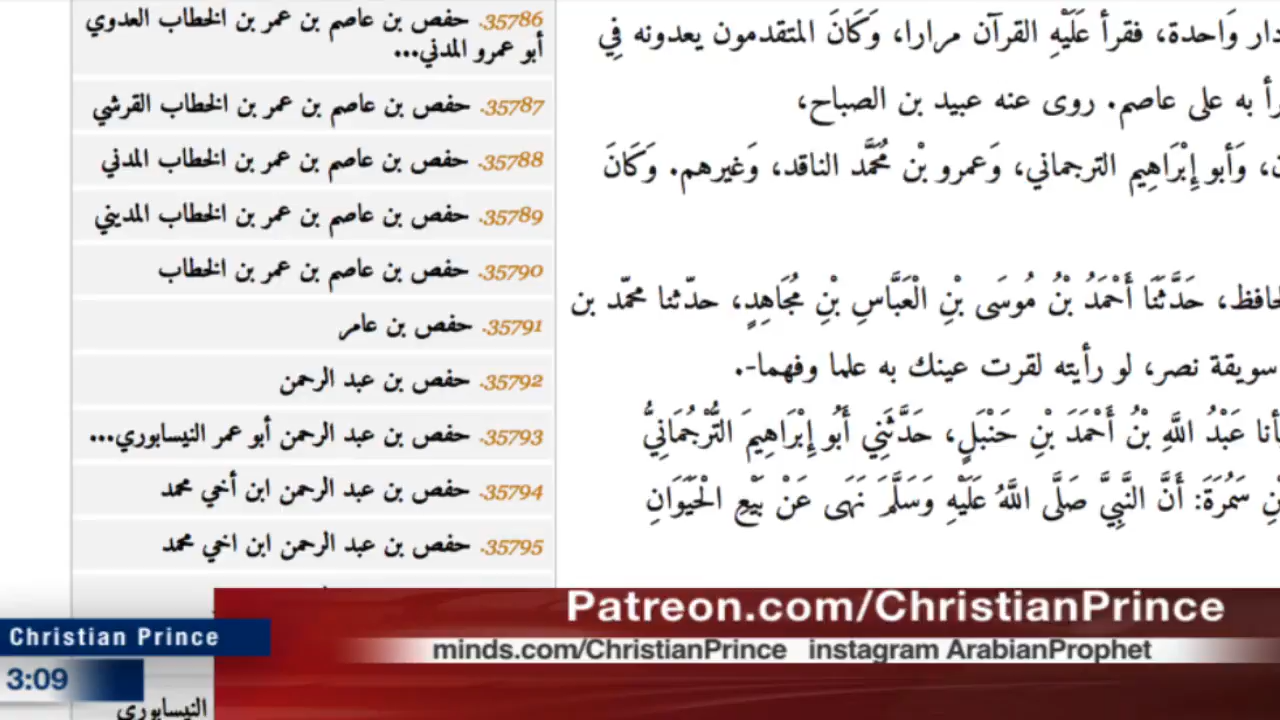 دار وَاحدة، فقرأ عَلَيْهِ القرآن مرارا، وَكَانَ المتقدمون يعدونه فِي
رأ به على عاصم. روى عنه عبيد بن الصباح،
وَأبو إِبْرَاهِيم الترجماني، وَعمرو بْن مُحَمَّد الناقد، وَغيرهم. وَكَانَ
حَدَّثَنَا أَحْمَدُ بْنُ مُوسَى بْنِ الْعَبَّاسِ بْنِ مُجَاهِدٍ، حدّثنا محمّد بن
سويقة نصر، لو رأيته لقرت عينك به علما وفهما-.
عَبْدُ اللَّهِ بْنُ أَحْمَدَ بْنِ حَنْبَلٍ، حَدَّثَنِي أَبُو إِبْرَاهِيمَ التُّرْجُمَانِيُّ
سَمُرَةَ: أَنَّ النَّبِيَّ صَلَّى اللَّهُ عَلَيْهِ وَسَلَّمَ نَهَى عَنْ بَيْعِ الْحَيَوَانِ
35786. حفص بن عاصم بن عمر بن الخطاب العدوي
أبو عمرو المدني...
35787. حفص بن عاصم بن عمر بن الخطاب القرشي
35788. حفص بن عاصم بن عمر بن الخطاب المدني
35789. حفص بن عاصم بن عمر بن الخطاب المديني
35790. حفص بن عاصم بن عمر بن الخطاب
35791. حفص بن عامر
35792. حفص بن عبد الرحمن
35793. حفص بن عبد الرحمن أبو عمر النيسابوري...
35794. حفص بن عبد الرحمن ابن أخي محمد
35795. حفص بن عبد الرحمن ابن اخي محمد
النيسابوري
Patreon.com/ChristianPrince
Christian Prince
minds.com/ChristianPrince instagram ArabianProphet
3:09